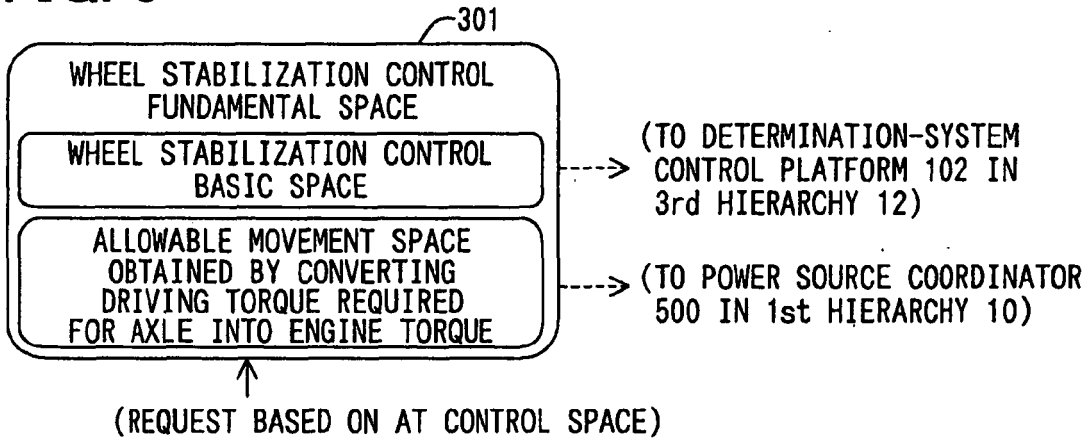 301
WHEEL STABILIZATION CONTROL
FUNDAMENTAL SPACE
WHEEL STABILIZATION CONTROL
BASIC SPACE
(TO DETERMINATION-SYSTEM
CONTROL PLATFORM 102 IN
3rd HIERARCHY 12)
ALLOWABLE MOVEMENT SPACE
OBTAINED BY CONVERTING
DRIVING TORQUE REQUIRED
FOR AXLE INTO ENGINE TORQUE
(TO POWER SOURCE COORDINATOR
500 IN 1st HIERARCHY 10)
(REQUEST BASED ON AT CONTROL SPACE)